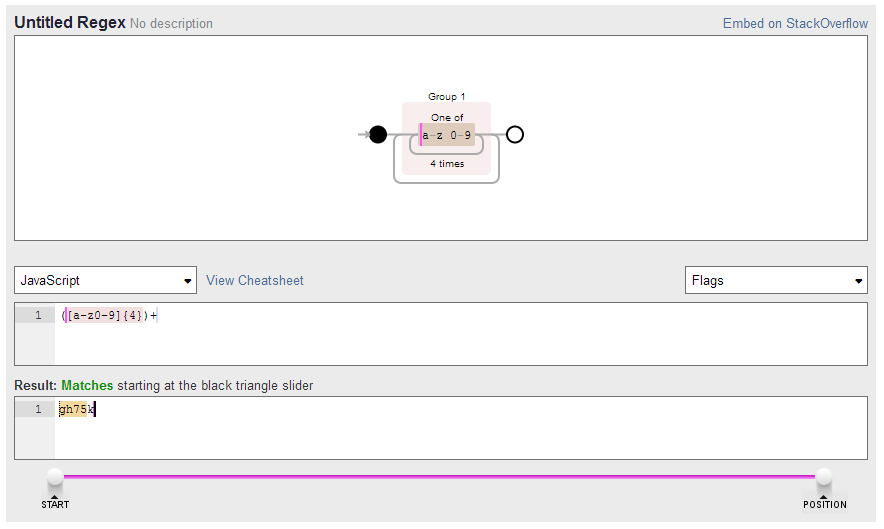 Untitled Regex No description Embed on StackOverflow
Group 1
One of
a-z 0-9
4 times
JavaScript View Cheatsheet Flags
1 ([a-z0-9]{4})+
Result: Matches starting at the black triangle slider
1 gh75k
START POSITION